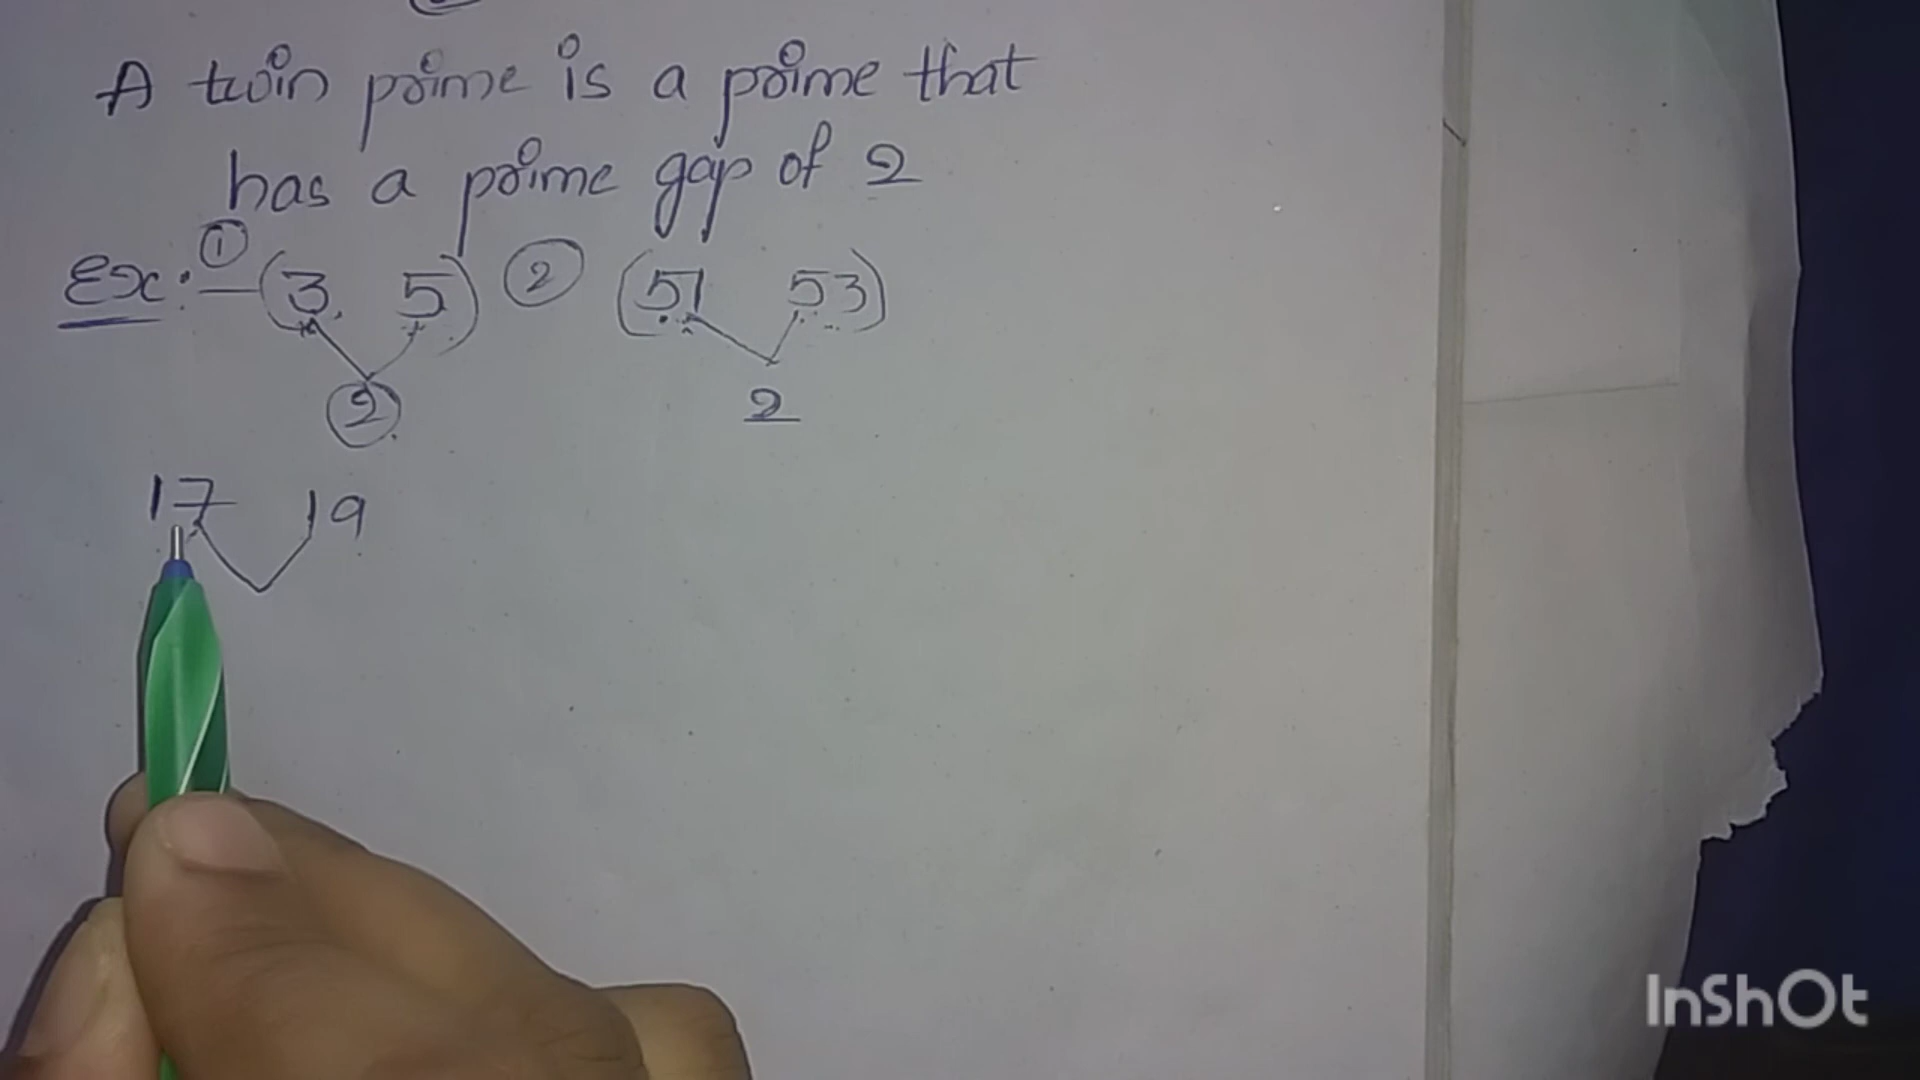 A twin prime is a prime that
has a prime gap of 2
Ex:- ① (3, 5) ② (51 53)
2 2
17 19
InShOt